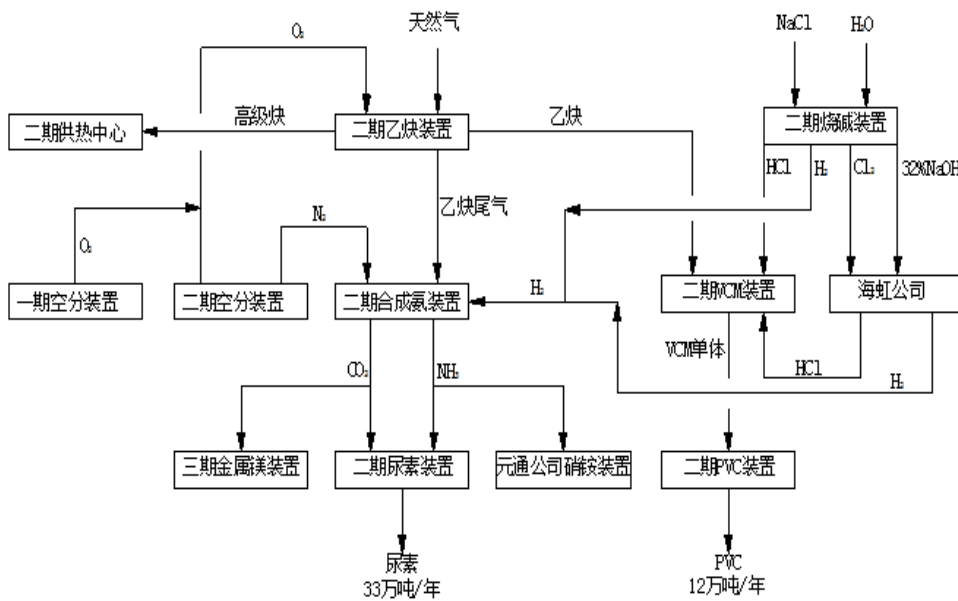 天然气
NaCl
H₂O
O₂
二期供热中心
高级炔
二期乙炔装置
乙炔
二期烧碱装置
HCl
H₂
Cl₂
32%NaOH
乙炔尾气
N₂
O₂
一期空分装置
二期空分装置
二期合成氨装置
H₂
二期VCM装置
海虹公司
VCM单体
CO₂
NH₃
HCl
H₂
三期金属镁装置
二期尿素装置
元通公司硝铵装置
二期PVC装置
尿素
33万吨/年
PVC
12万吨/年